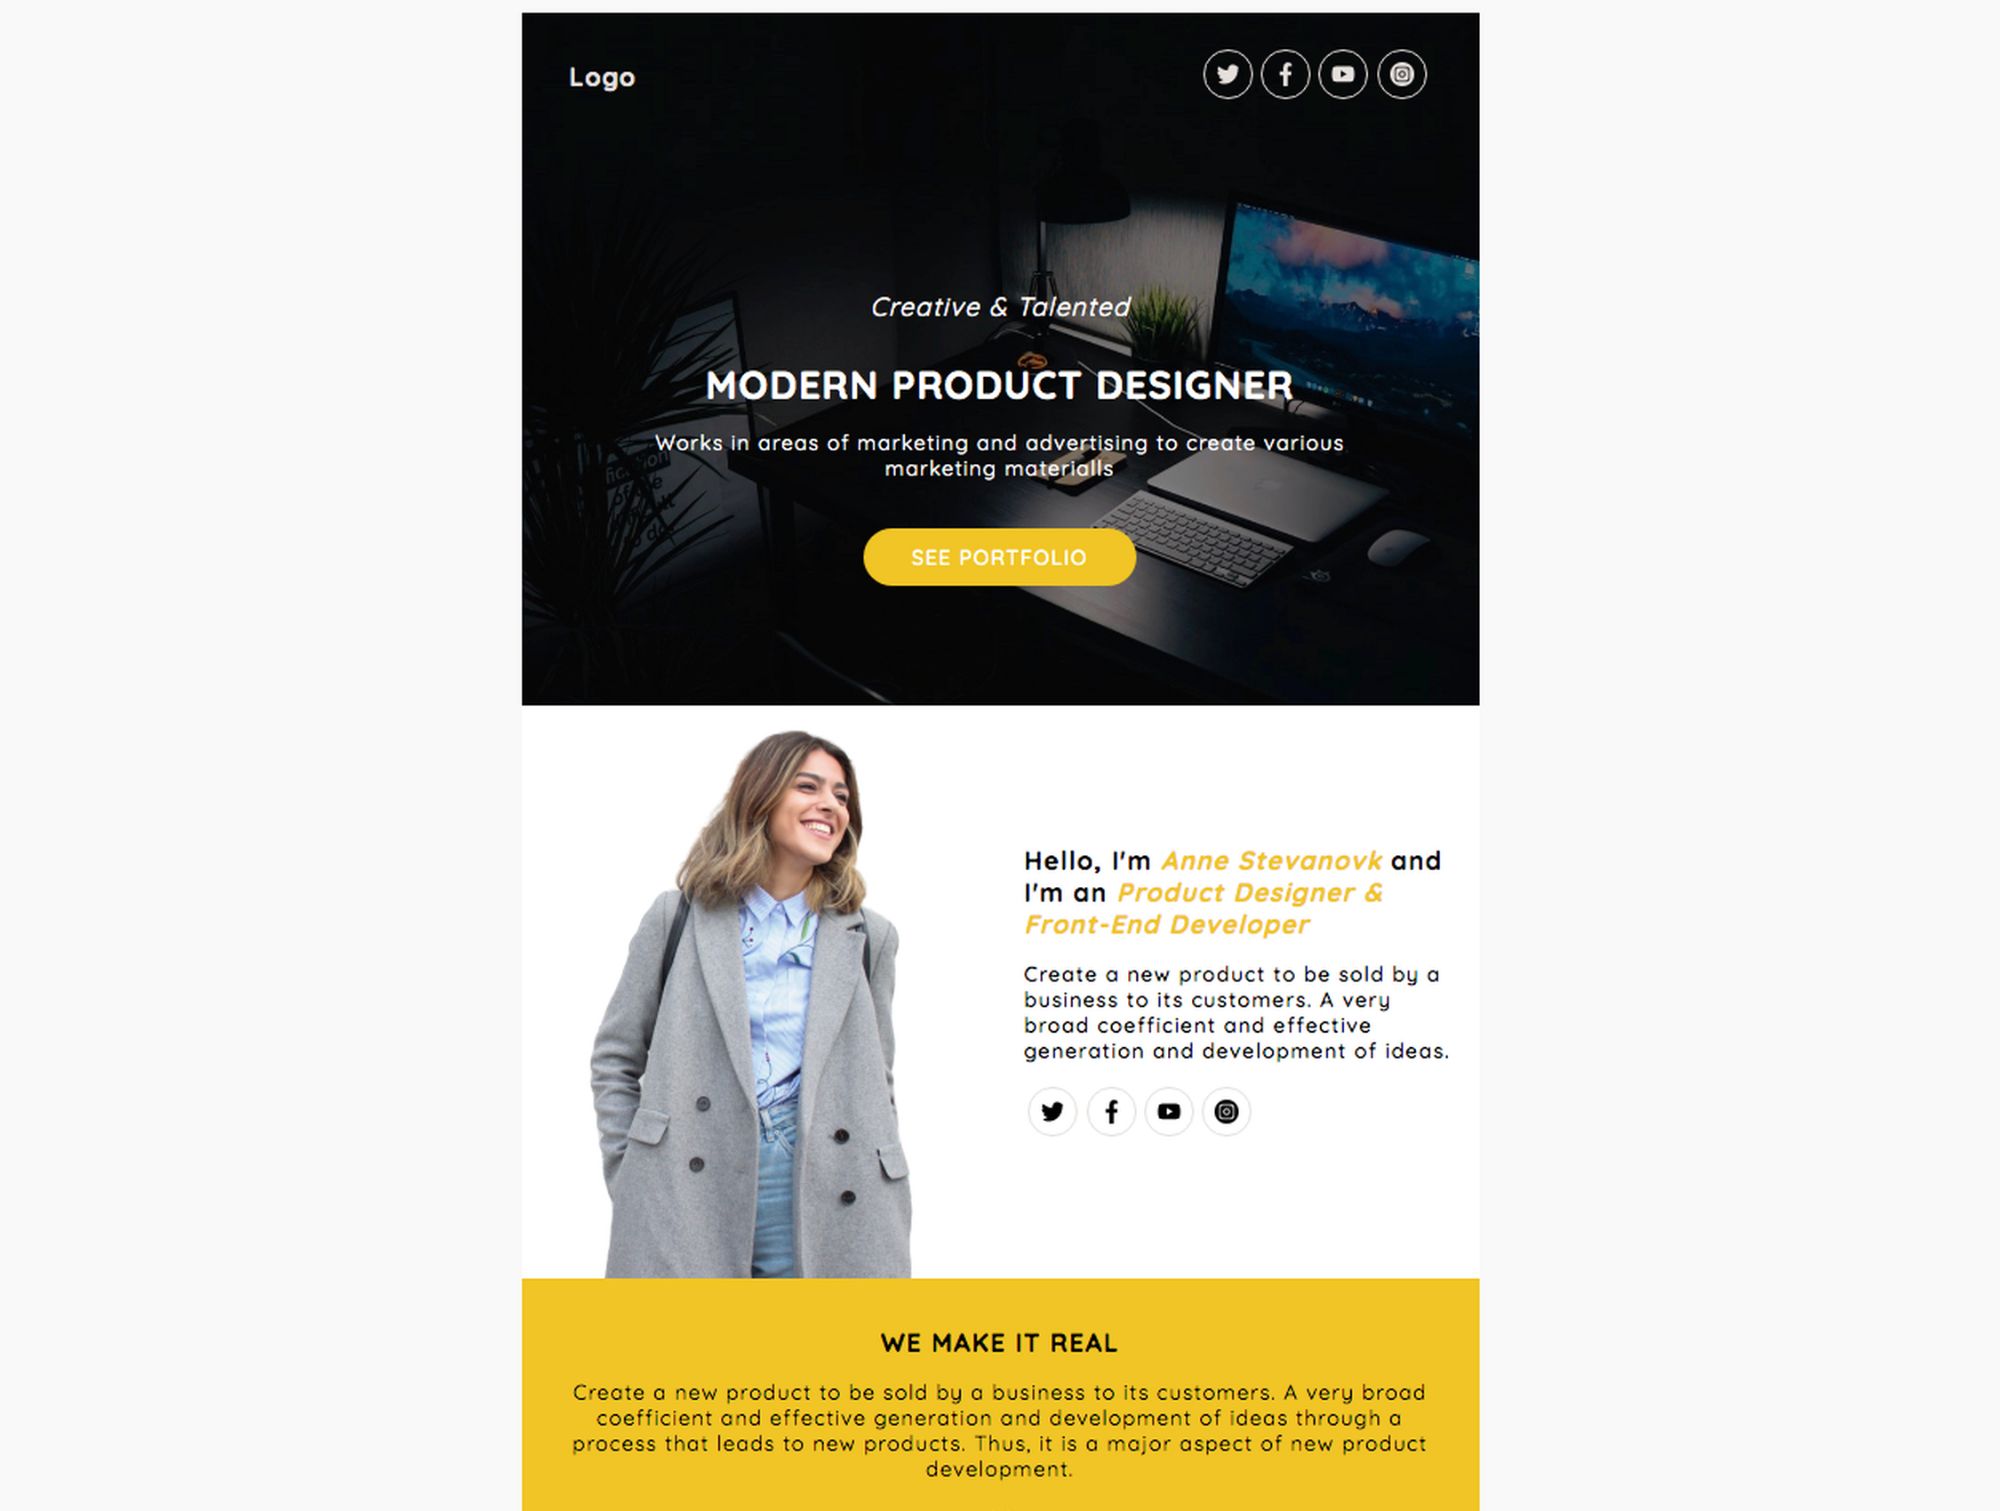 Logo
Creative & Talented
MODERN PRODUCT DESIGNER
Works in areas of marketing and advertising to create various
marketing materialls
SEE PORTFOLIO
Hello, I'm Anne Stevanovk and
I'm an Product Designer &
Front-End Developer
Create a new product to be sold by a
business to its customers. A very
broad coefficient and effective
generation and development of ideas.
WE MAKE IT REAL
Create a new product to be sold by a business to its customers. A very broad
coefficient and effective generation and development of ideas through a
process that leads to new products. Thus, it is a major aspect of new product
development.